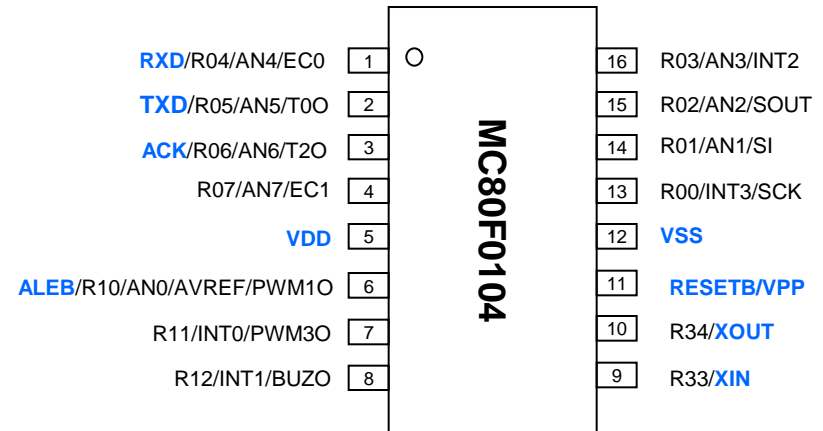 RXD/R04/AN4/EC0 1
TXD/R05/AN5/T0O 2
ACK/R06/AN6/T2O 3
R07/AN7/EC1 4
VDD 5
ALEB/R10/AN0/AVREF/PWM1O 6
R11/INT0/PWM3O 7
R12/INT1/BUZO 8
MC80F0104
16 R03/AN3/INT2
15 R02/AN2/SOUT
14 R01/AN1/SI
13 R00/INT3/SCK
12 VSS
11 RESETB/VPP
10 R34/XOUT
9 R33/XIN